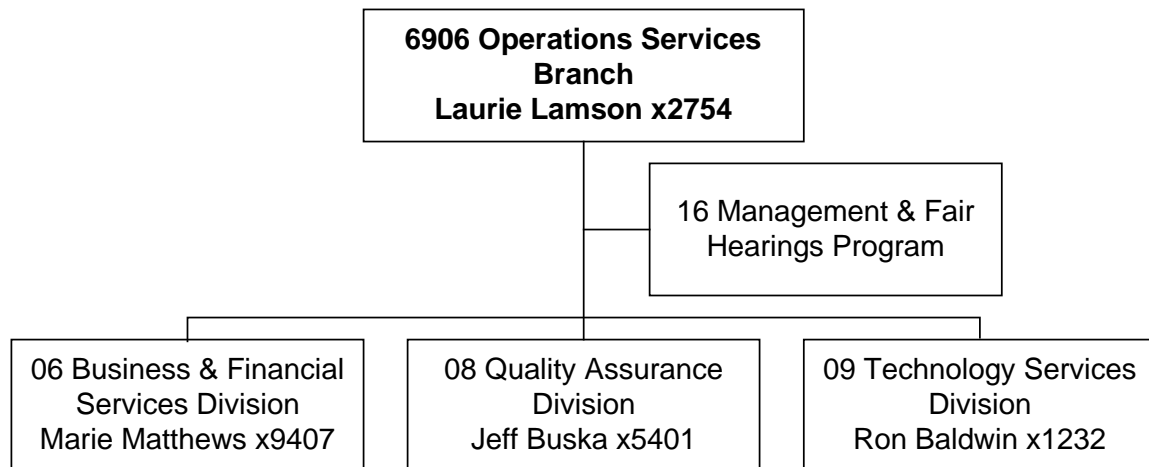 6906 Operations Services
Branch
Laurie Lamson x2754
16 Management & Fair
Hearings Program
06 Business & Financial
Services Division
Marie Matthews x9407
08 Quality Assurance
Division
Jeff Buska x5401
09 Technology Services
Division
Ron Baldwin x1232